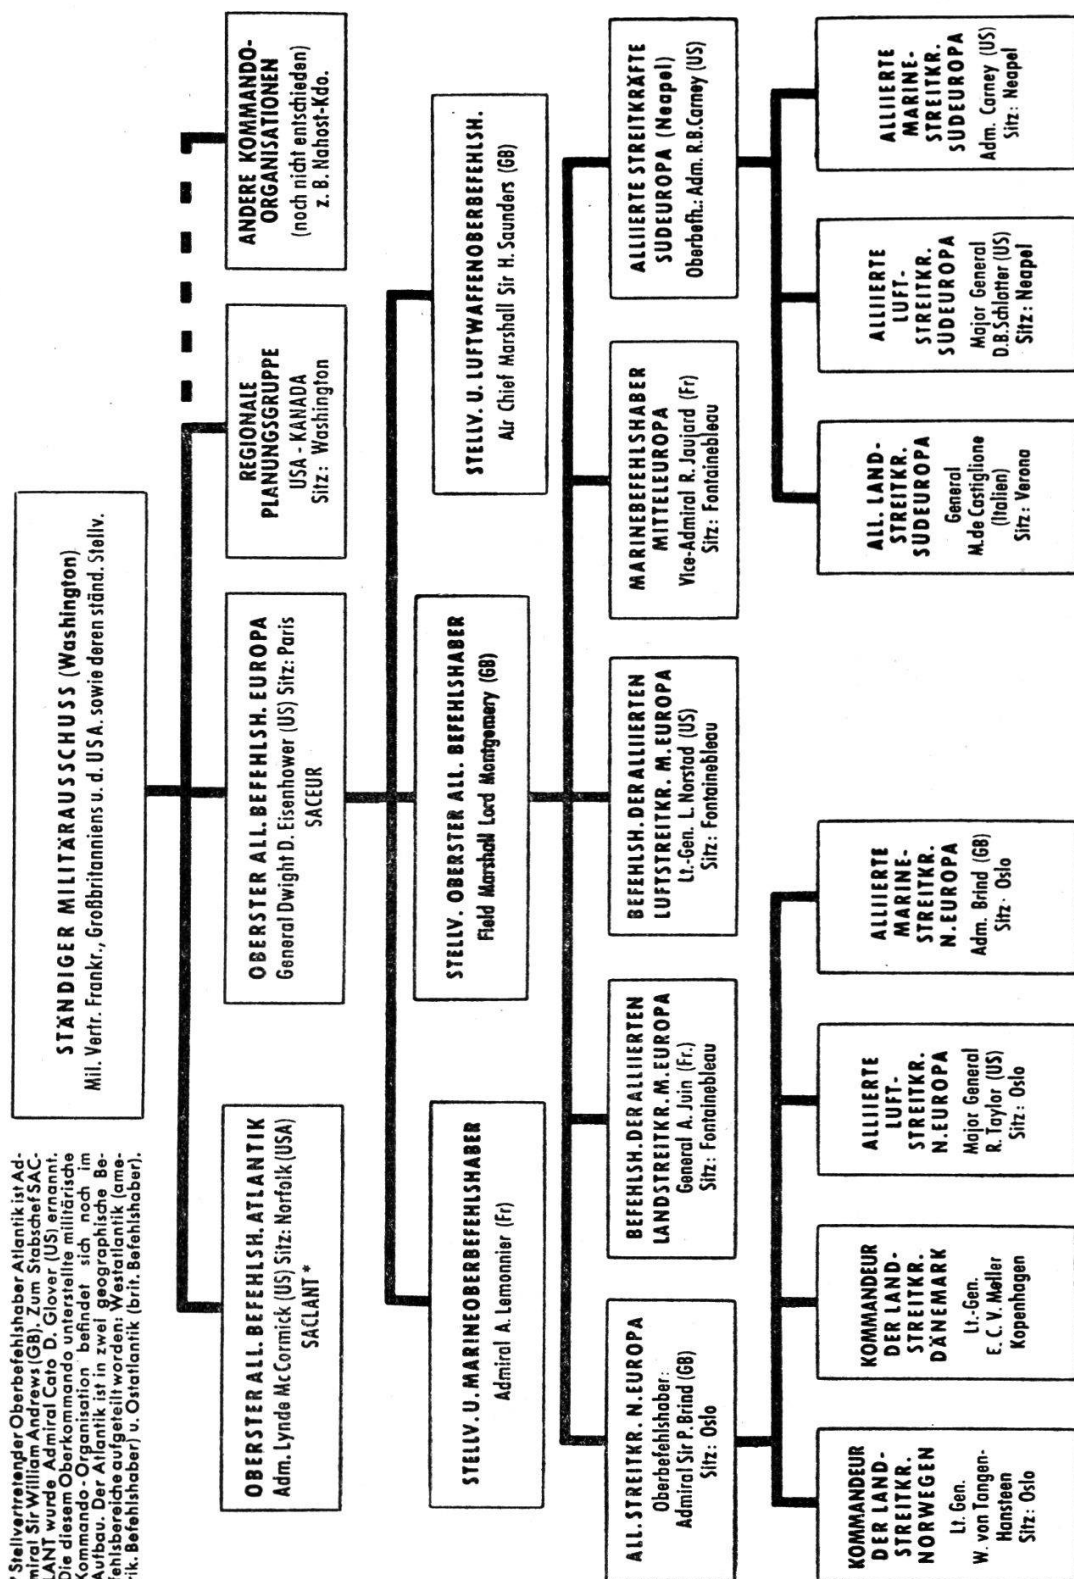 STÄNDIGER MILITÄRAUSSCHUSS (Washington)
Mil. Vertr. Frankr., Großbritanniens u. d. USA. sowie deren ständ. Stellv.
* Stellvertretender Oberbefehlshaber Atlantik ist Ad-
miral Sir William Andrews (GB). Zum Stabschef SAC-
LANT wurde Admiral Cato D. Glover (US) ernannt.
Die diesem Oberkommando unterstellte militärische
Kommando-Organisation befindet sich noch im
Aufbau. Der Atlantik ist in zwei geographische Be-
fehlsbereiche aufgeteilt worden: Westatlantik (ame-
rik. Befehlshaber) u. Ostatlantik (brit. Befehlshaber).
OBERSTER ALL. BEFEHLSH. ATLANTIK
Adm. Lynde McCormick (US) Sitz: Norfolk (USA)
SACLANT *
OBERSTER ALL. BEFEHLSH. EUROPA
General Dwight D. Eisenhower (US) Sitz: Paris
SACEUR
REGIONALE
PLANUNGSGRUPPE
USA - KANADA
Sitz: Washington
ANDERE KOMMANDO-
ORGANISATIONEN
(noch nicht entschieden)
z. B. Nahost-Kdo.
STELLV. U. MARINEOBERBEFEHLSHABER
Admiral A. Lemonnier (Fr)
STELLV. OBERSTER ALL. BEFEHLSHABER
Field Marshall Lord Montgomery (GB)
STELLV. U. LUFTWAFFENOBERBEFEHLSH.
Air Chief Marshall Sir H. Saunders (GB)
ALL. STREITKR. N. EUROPA
Oberbefehlshaber:
Admiral Sir P. Brind (GB)
Sitz: Oslo
BEFEHLSH. DER ALLIIERTEN
LANDSTREITKR. M. EUROPA
General A. Juin (Fr.)
Sitz: Fontainebleau
BEFEHLSH. DER ALLIIERTEN
LUFTSTREITKR. M. EUROPA
Lt.-Gen. L. Norstad (US)
Sitz: Fontainebleau
MARINEBEFEHLSHABER
MITTELEUROPA
Vice-Admiral R. Jaujard (Fr)
Sitz: Fontainebleau
ALLIIERTE STREITKRÄFTE
SÜDEUROPA (Neapel)
Oberbefh.: Adm. R.B. Carney (US)
KOMMANDEUR
DER LAND-
STREITKR.
NORWEGEN
Lt. Gen.
W. von Tangen-
Hansteen
Sitz: Oslo
KOMMANDEUR
DER LAND-
STREITKR.
DÄNEMARK
Lt.-Gen.
E. C. V. Møller
Kopenhagen
ALLIIERTE
LUFT-
STREITKR.
N. EUROPA
Major General
R. Taylor (US)
Sitz: Oslo
ALLIIERTE
MARINE-
STREITKR.
N. EUROPA
Adm. Brind (GB)
Sitz: Oslo
ALL. LAND-
STREITKR.
SÜDEUROPA
General
M. de Castiglione
(Italien)
Sitz: Verona
ALLIIERTE
LUFT-
STREITKR.
SÜDEUROPA
Major General
D.B. Schlatter (US)
Sitz: Neapel
ALLIIERTE
MARINE-
STREITKR.
SÜDEUROPA
Adm. Carney (US)
Sitz: Neapel